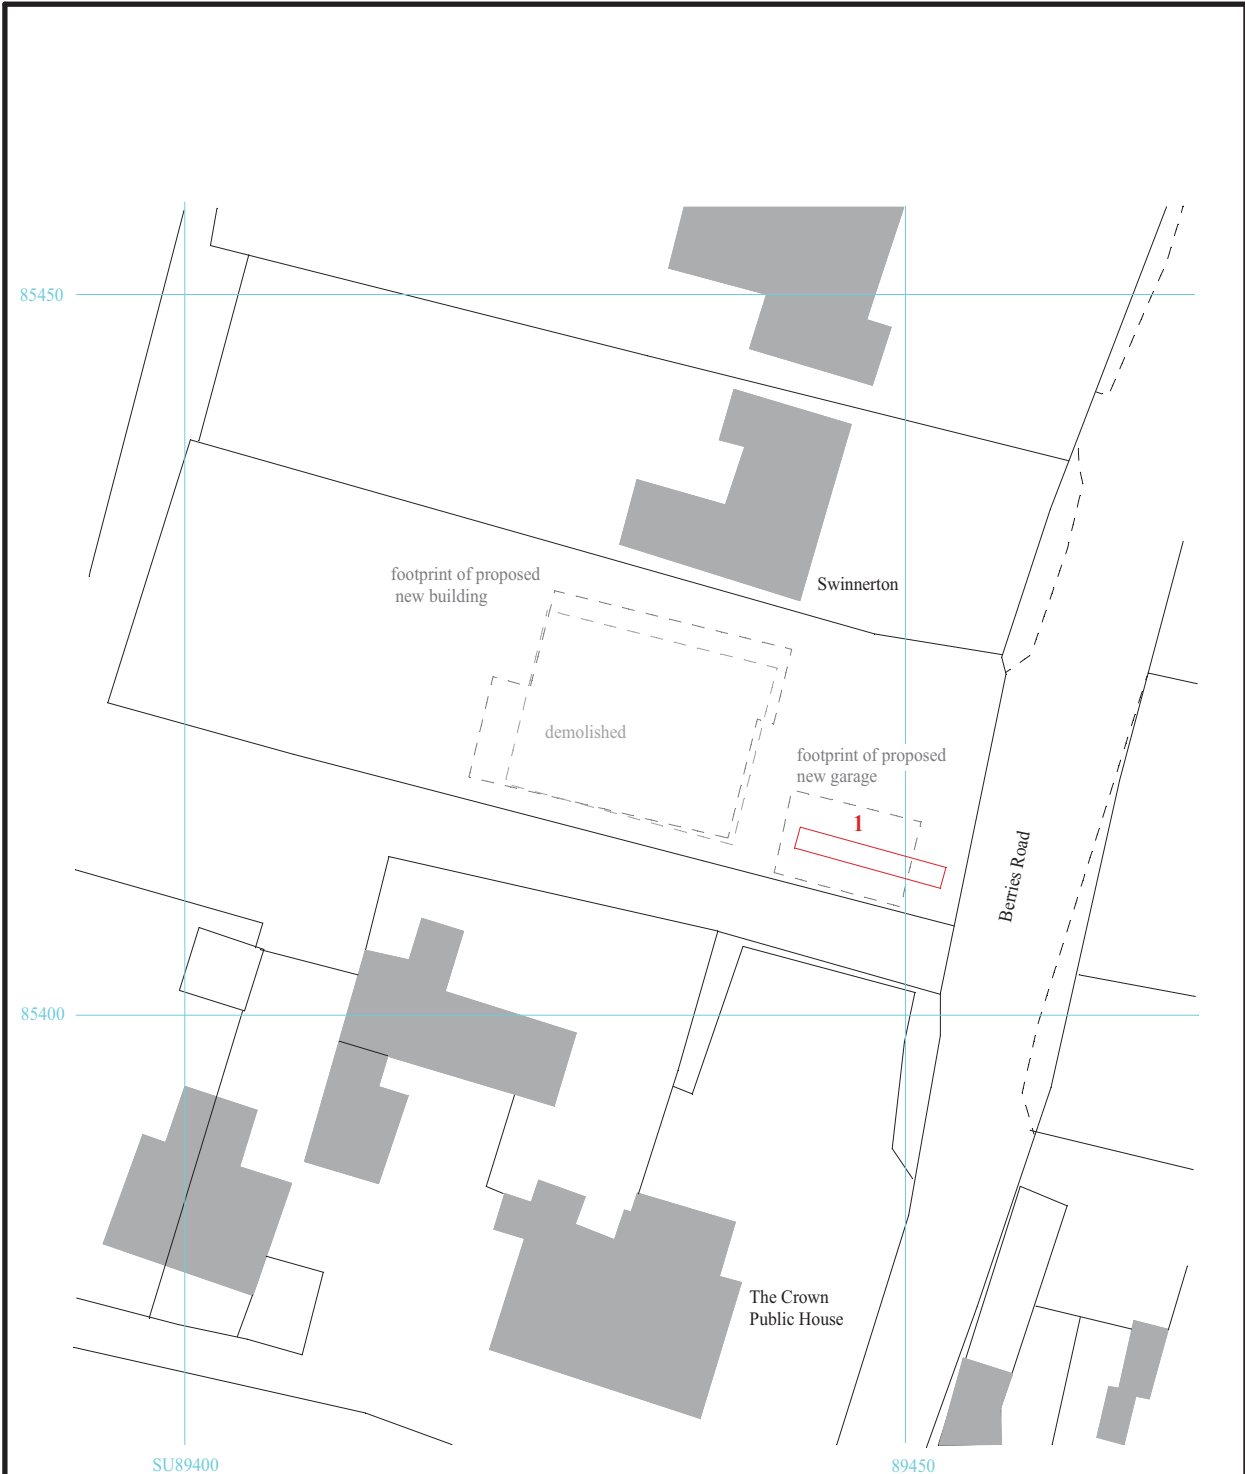 85450
footprint of proposed
new building
Swinnerton
demolished
footprint of proposed
new garage
1
Berries Road
85400
The Crown
Public House
SU89400
89450